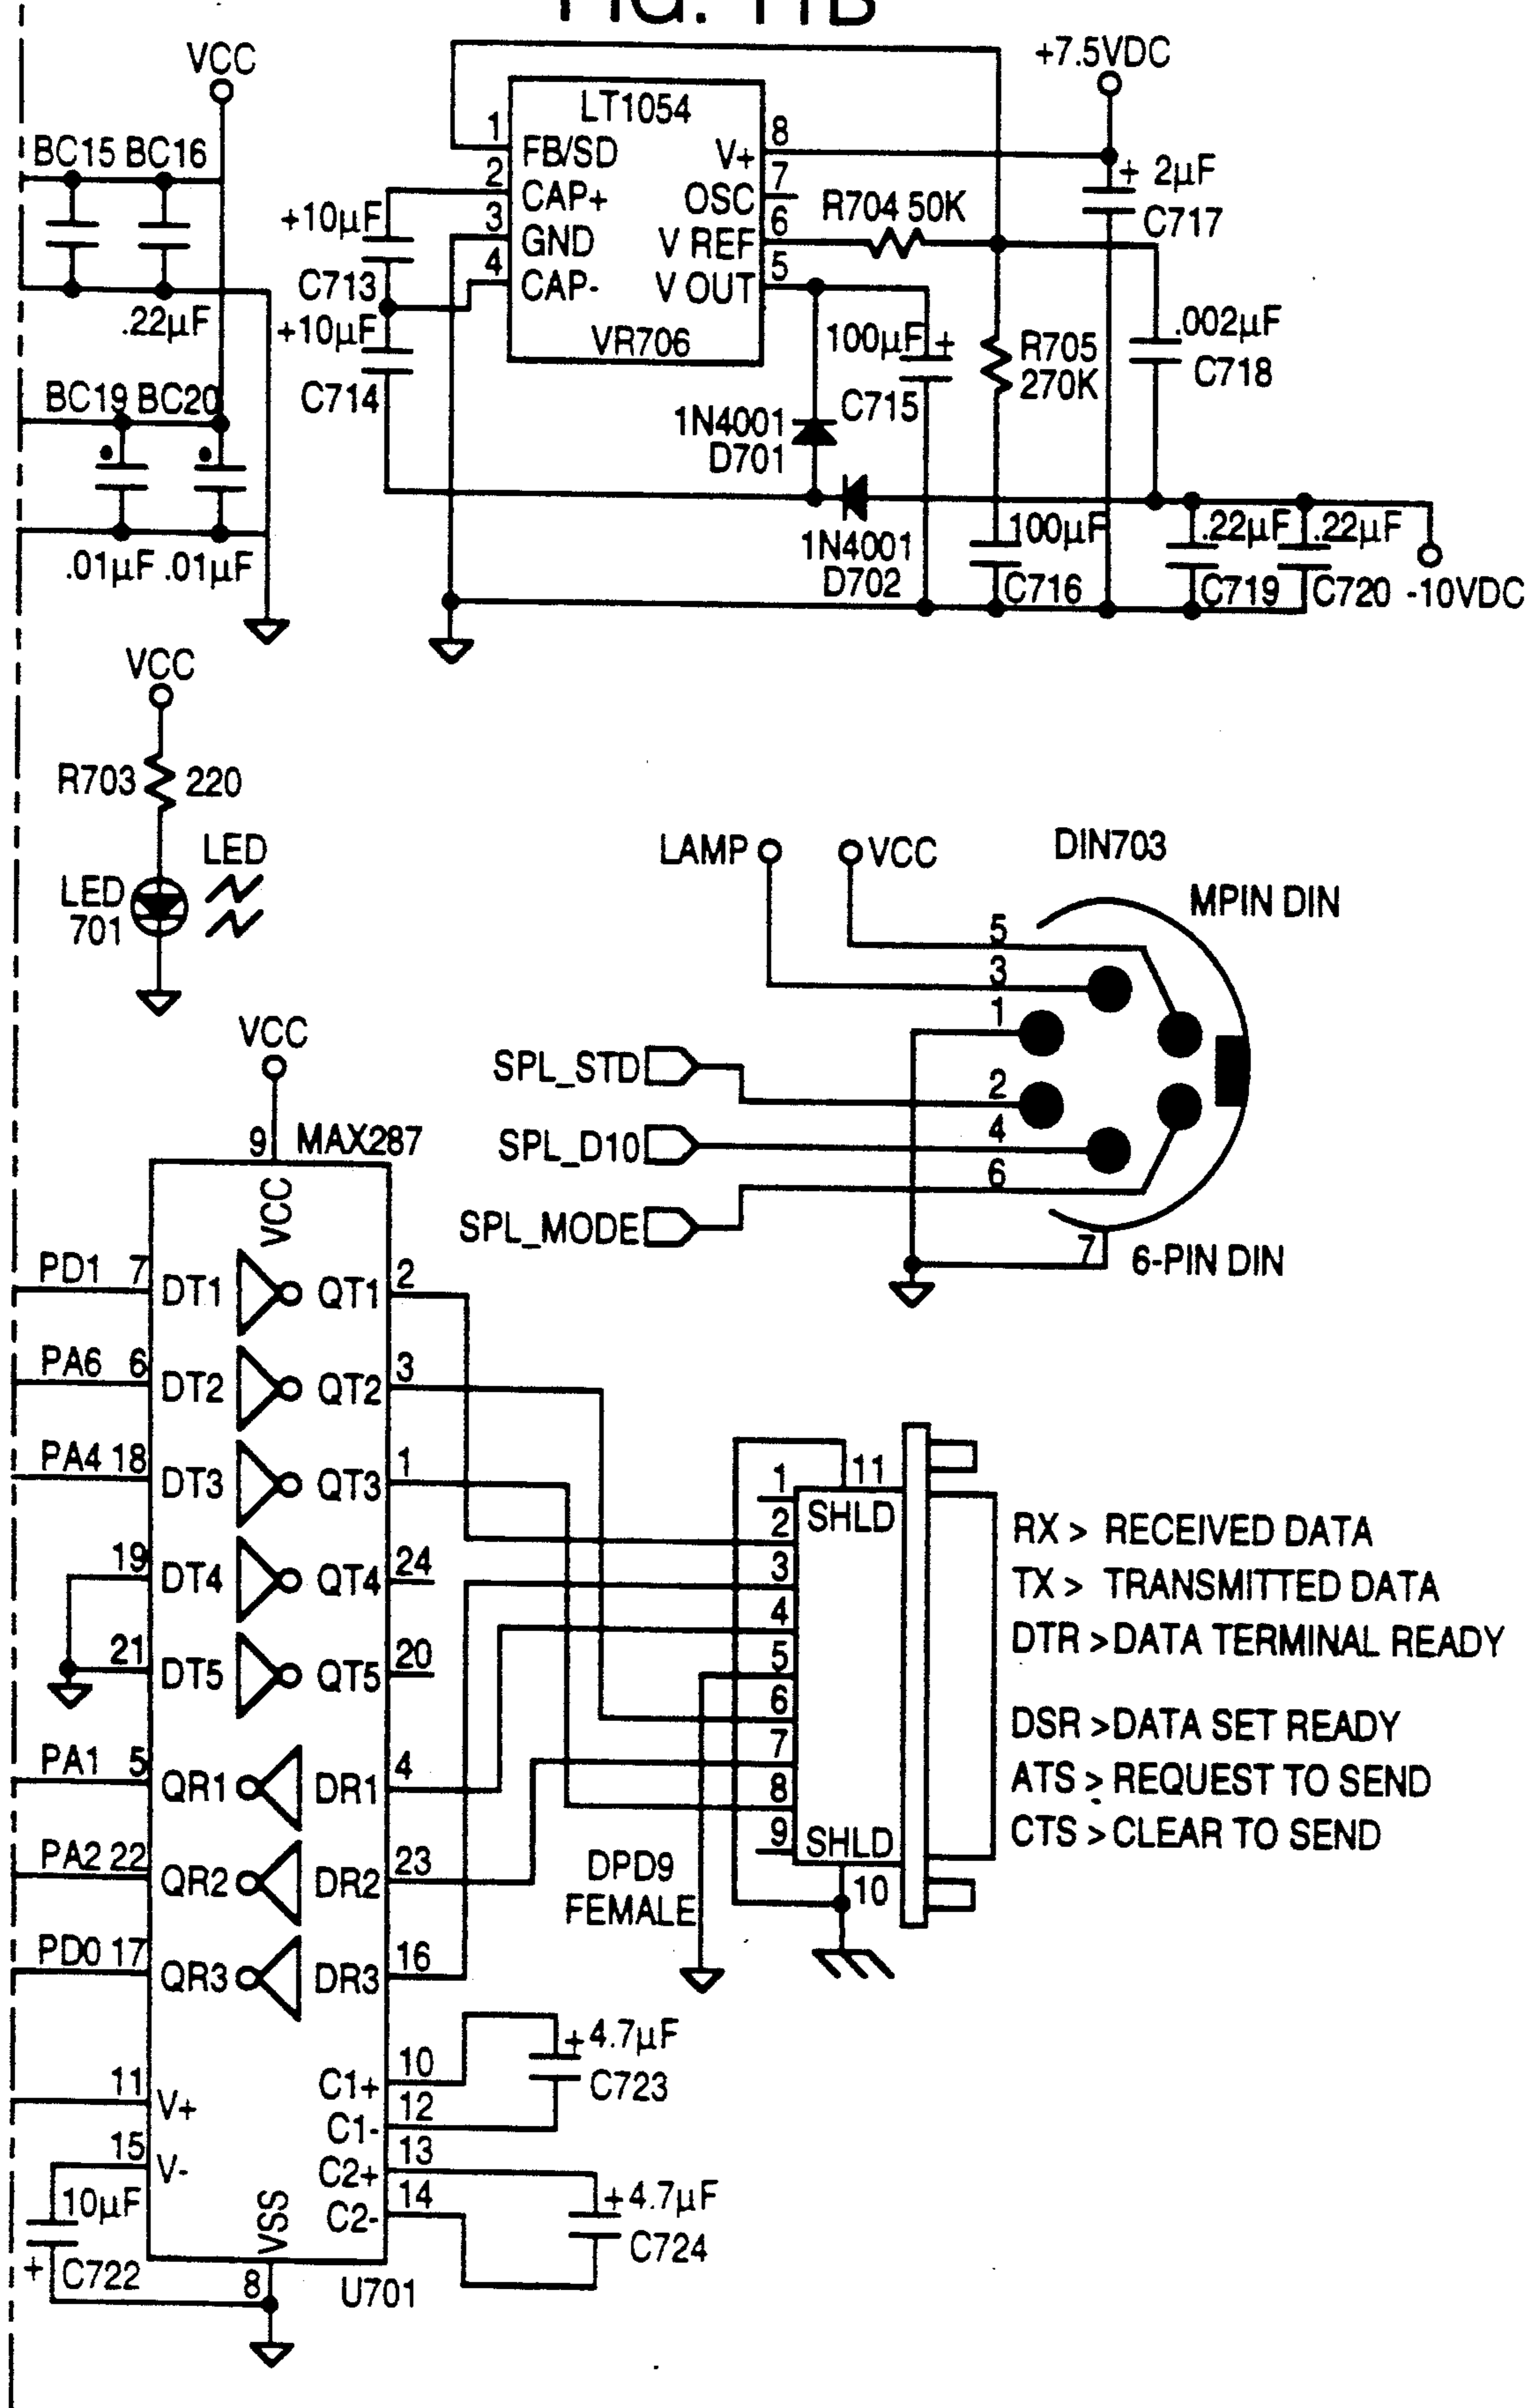 FIG. 11B
VCC
BC15 BC16
.22µF
BC19 BC20
.01µF .01µF
LT1054
1 FB/SD
2 CAP+
3 GND
4 CAP-
V+ 8
OSC 7
V REF 6
V OUT 5
VR706
+10µF
C713
+10µF
C714
R704 50K
+7.5VDC
+ 2µF
C717
100µF +
C715
R705
270K
.002µF
C718
1N4001
D701
1N4001
D702
100µF
C716
.22µF
C719
.22µF
C720
-10VDC
VCC
R703 220
LED
LED
701
LAMP
VCC
DIN703
MPIN DIN
5
3
1
2
4
6
7
SPL_STD
SPL_D10
SPL_MODE
6-PIN DIN
VCC
9 MAX287
VCC
PD1 7 DT1 QT1 2
PA6 6 DT2 QT2 3
PA4 18 DT3 QT3 1
19 DT4 QT4 24
21 DT5 QT5 20
PA1 5 QR1 DR1 4
PA2 22 QR2 DR2 23
PD0 17 QR3 DR3 16
11 V+
15 V-
C1+ 10
C1- 12
C2+ 13
C2- 14
VSS
8
U701
10µF
+ C722
+4.7µF
C723
+4.7µF
C724
11
SHLD
1
2
3
4
5
6
7
8
9
SHLD
10
DPD9
FEMALE
RX > RECEIVED DATA
TX > TRANSMITTED DATA
DTR > DATA TERMINAL READY
DSR > DATA SET READY
ATS > REQUEST TO SEND
CTS > CLEAR TO SEND